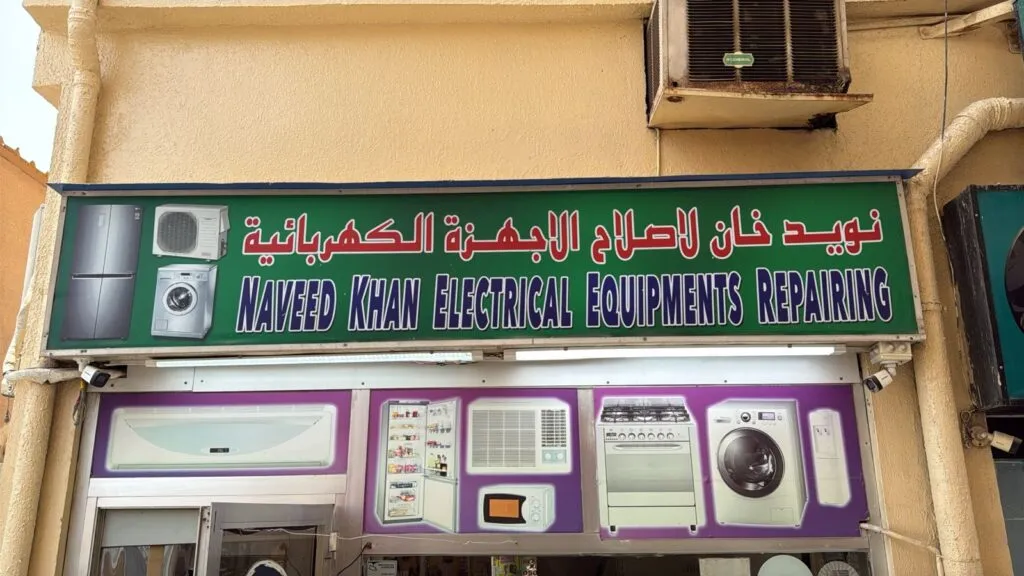 نويد خان لاصلاح الاجهزة الكهربائية
NAVEED KHAN ELECTRICAL EQUIPMENTS REPAIRING